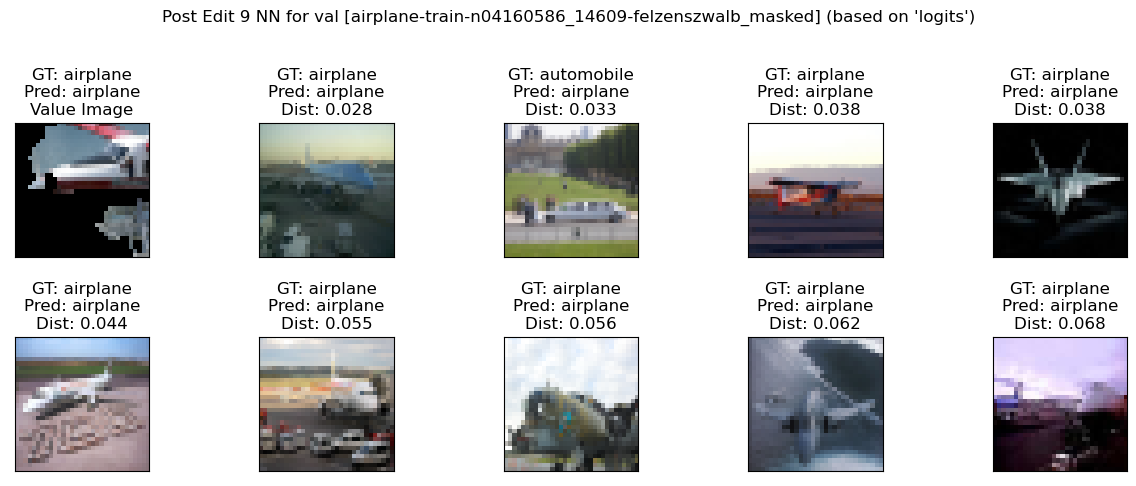 Post Edit 9 NN for val [airplane-train-n04160586_14609-felzenszwalb_masked] (based on 'logits')
GT: airplane
Pred: airplane
Value Image
GT: airplane
Pred: airplane
Dist: 0.028
GT: automobile
Pred: airplane
Dist: 0.033
GT: airplane
Pred: airplane
Dist: 0.038
GT: airplane
Pred: airplane
Dist: 0.038
GT: airplane
Pred: airplane
Dist: 0.044
GT: airplane
Pred: airplane
Dist: 0.055
GT: airplane
Pred: airplane
Dist: 0.056
GT: airplane
Pred: airplane
Dist: 0.062
GT: airplane
Pred: airplane
Dist: 0.068